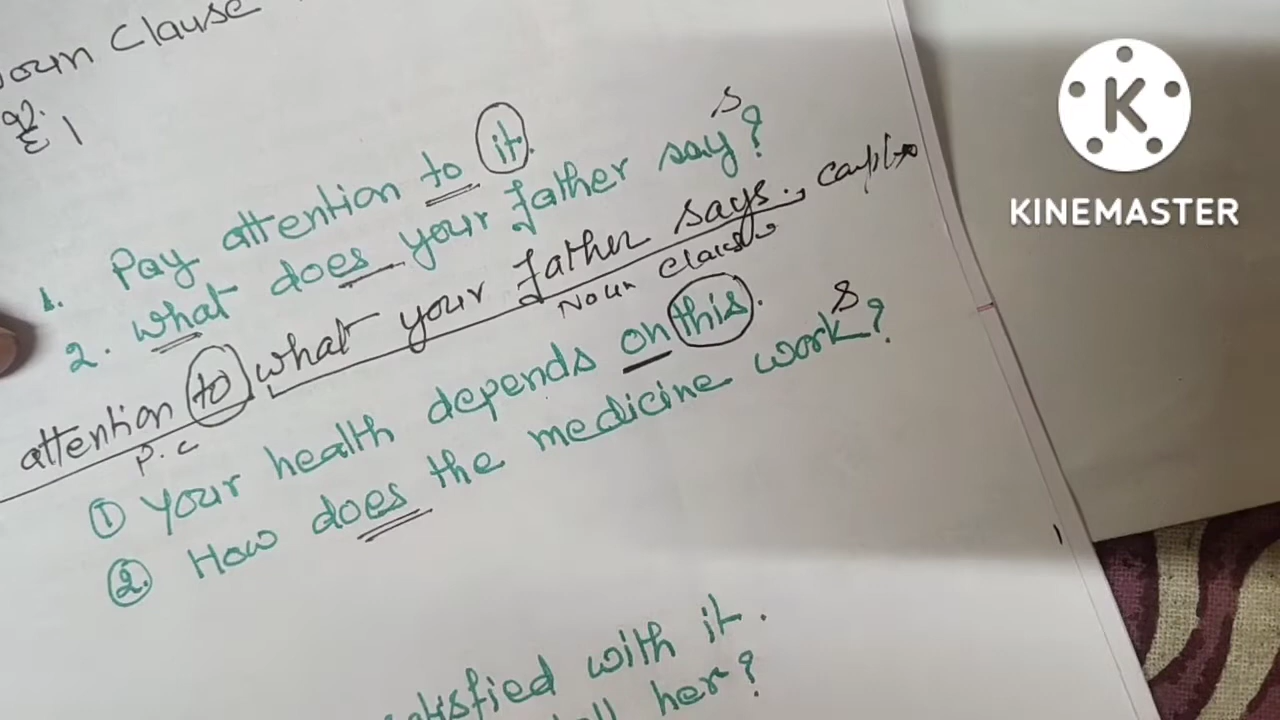 Noun Clause
eg.
1
1. Pay attention to it.
2. What does your father say? s
attention to what your father says.,
P.C
Noun Clause
① Your health depends on this.
② How does the medicine work? s
satisfied with it.
her?
K
KINEMASTER